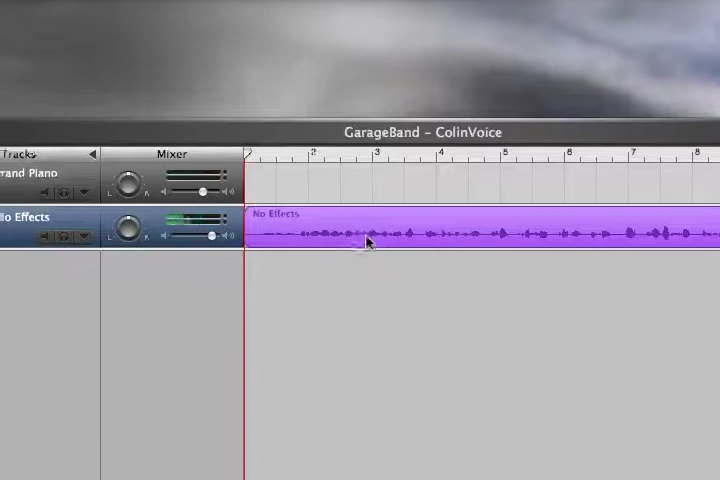 GarageBand - ColinVoice
Tracks Mixer
2 3 4 5 6 7 8
rand Piano
L R
No Effects
lo Effects
L R